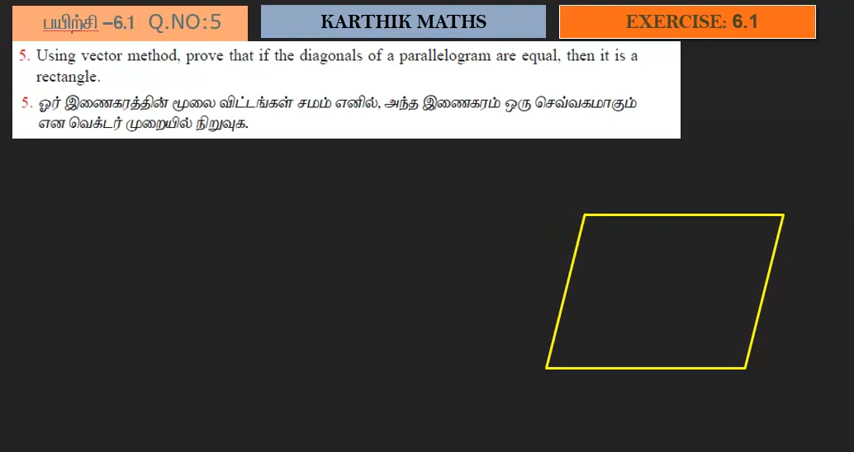 பயிற்சி –6.1 Q.NO:5
KARTHIK MATHS
EXERCISE: 6.1
5. Using vector method, prove that if the diagonals of a parallelogram are equal, then it is a
rectangle.
5. ஓர் இணைகரத்தின் மூலை விட்டங்கள் சமம் எனில், அந்த இணைகரம் ஒரு செவ்வகமாகும்
என வெக்டர் முறையில் நிறுவுக.